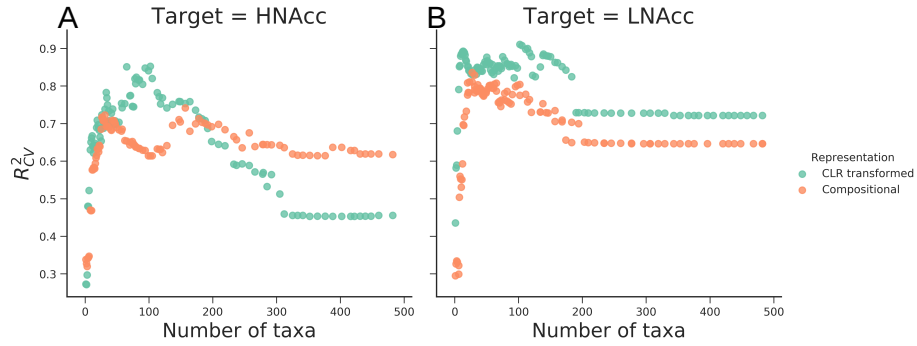 A
Target = HNAcc
0.9
0.8
0.7
0.6
0.5
0.4
0.3
R²CV
0 100 200 300 400 500
Number of taxa
B
Target = LNAcc
0 100 200 300 400 500
Number of taxa
Representation
CLR transformed
Compositional